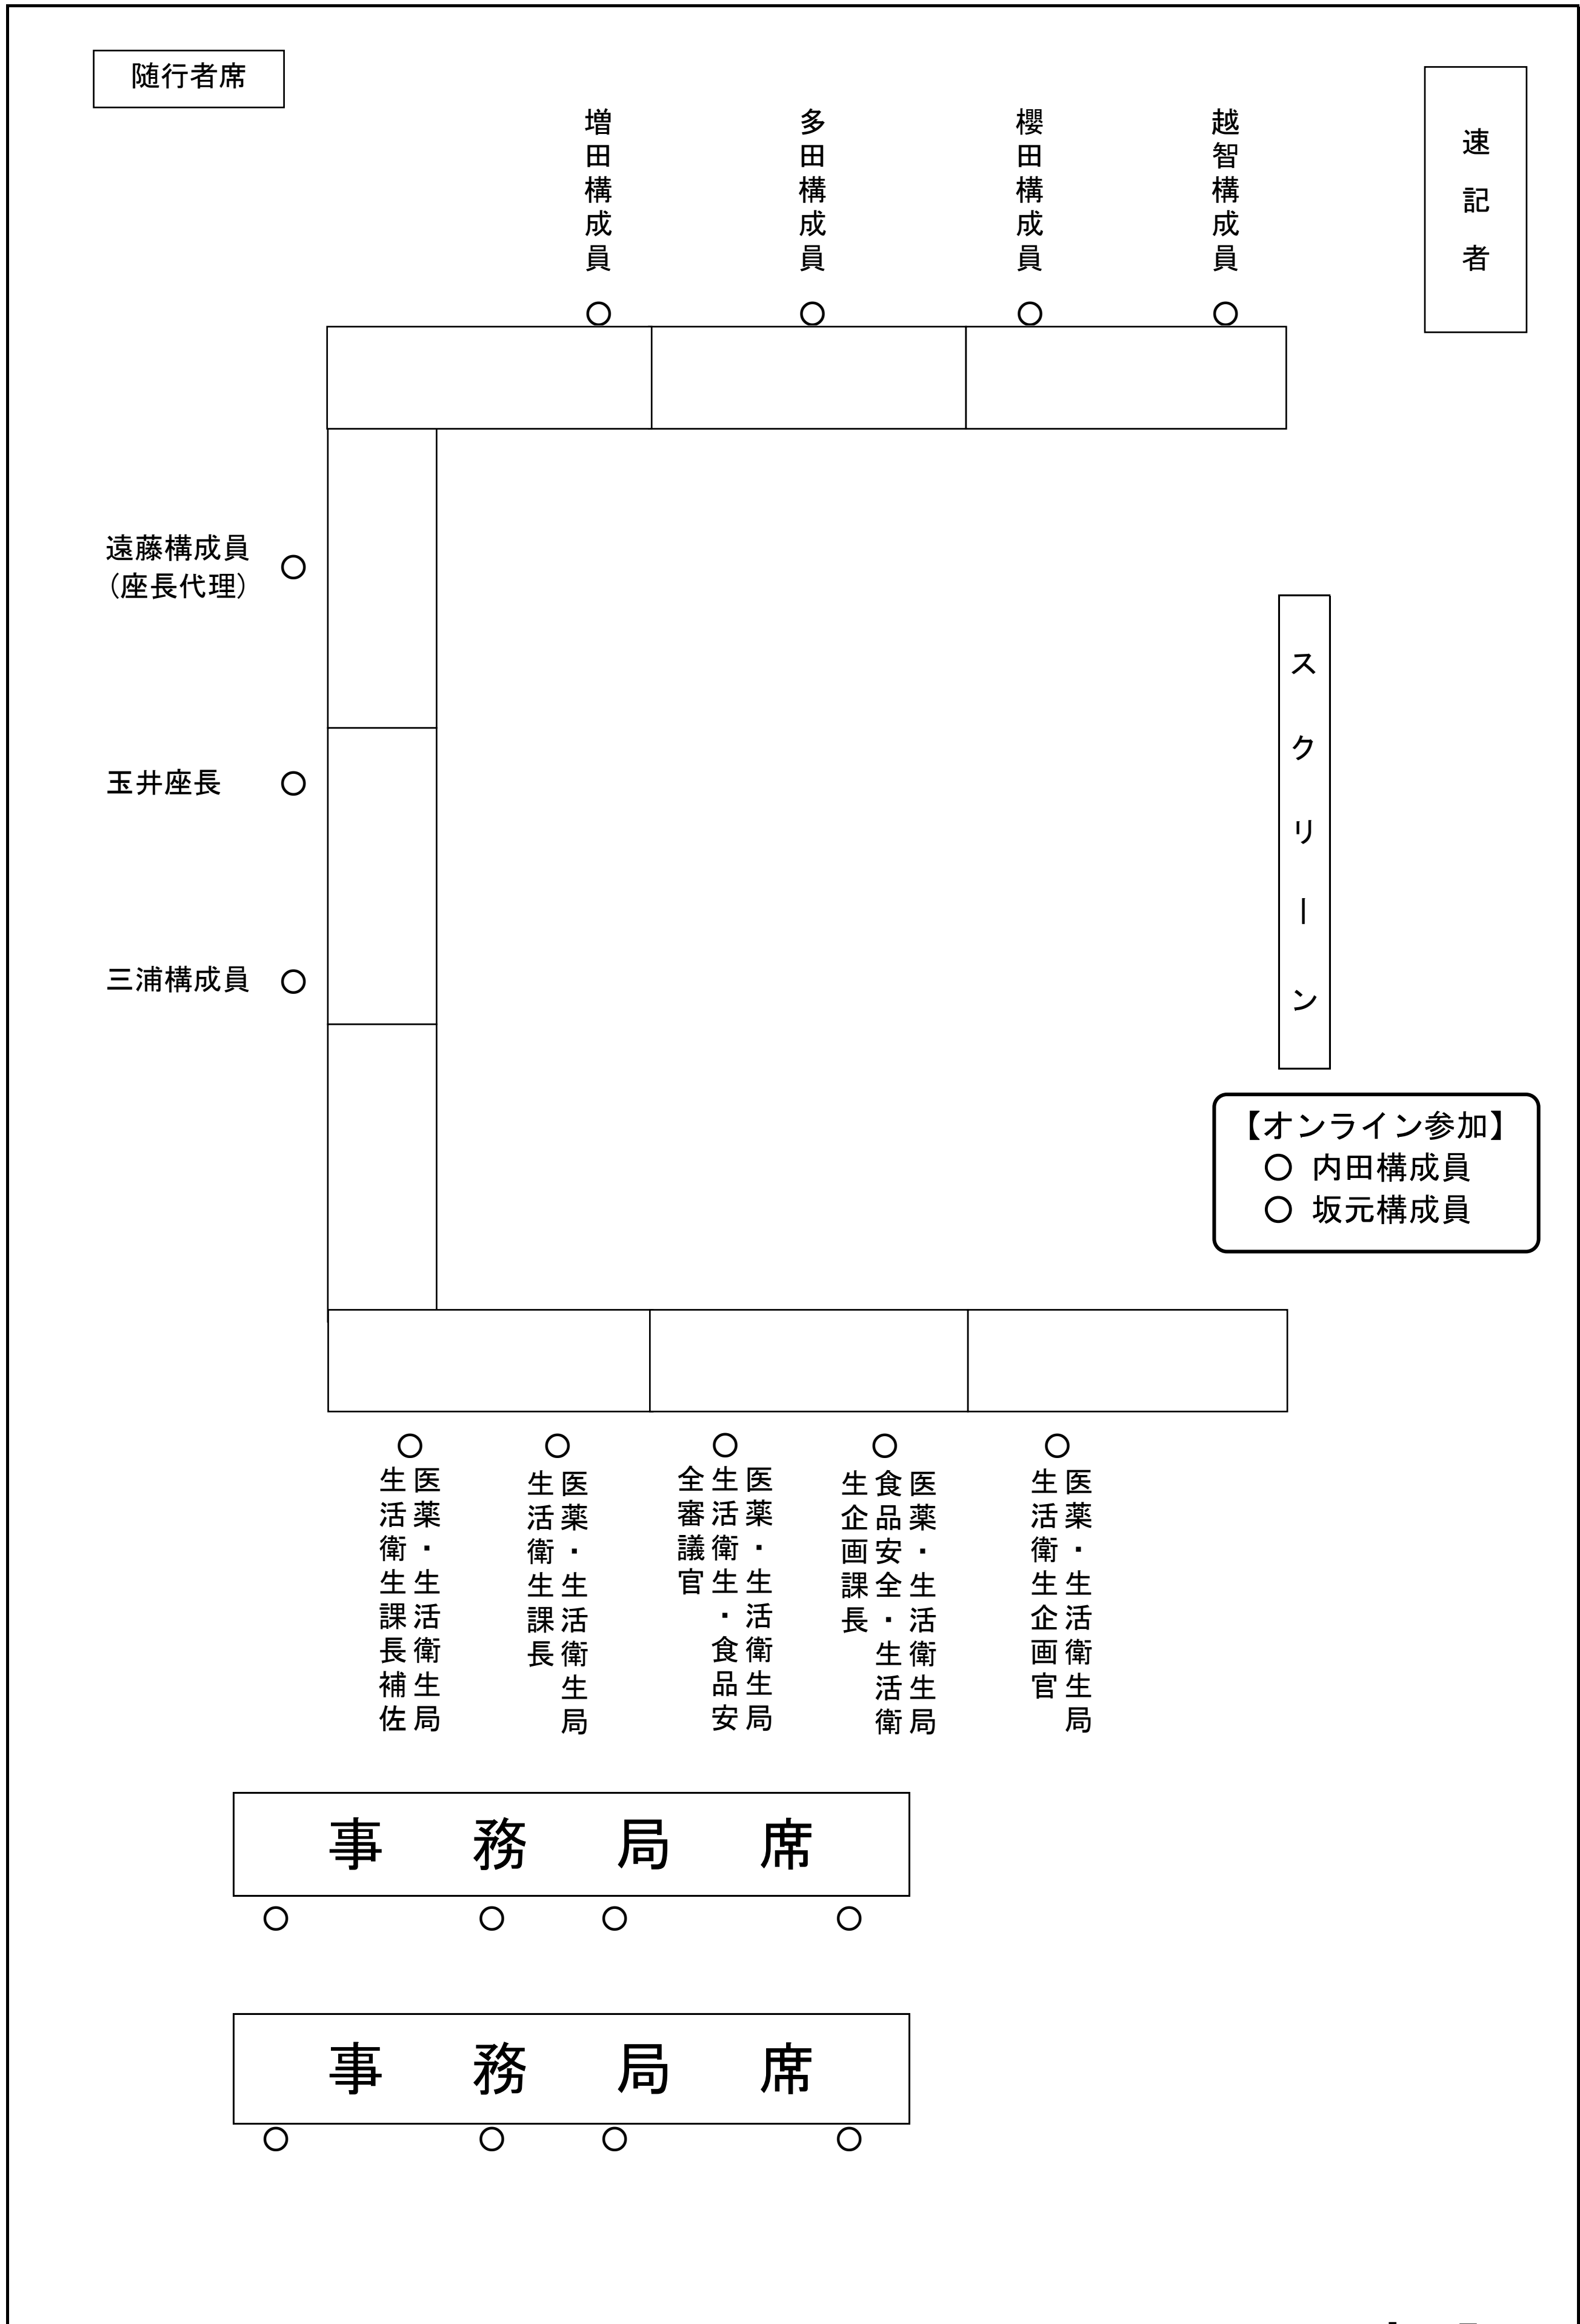 随行者席
速記者
越智構成員
櫻田構成員
多田構成員
増田構成員
○
○
○
○
遠藤構成員
（座長代理）
○
玉井座長
○
三浦構成員
○
スクリーン
【オンライン参加】
○ 内田構成員
○ 坂元構成員
○
○
○
○
○
医薬・生活衛生局
生活衛生企画官
医薬・生活衛生局
食品安全・生活衛
生企画課長
医薬・生活衛生局
生活衛生・食品安
全審議官
医薬・生活衛生局
生活衛生課長
医薬・生活衛生局
生活衛生課長補佐
事務局席
○ ○ ○ ○
事務局席
○ ○ ○ ○